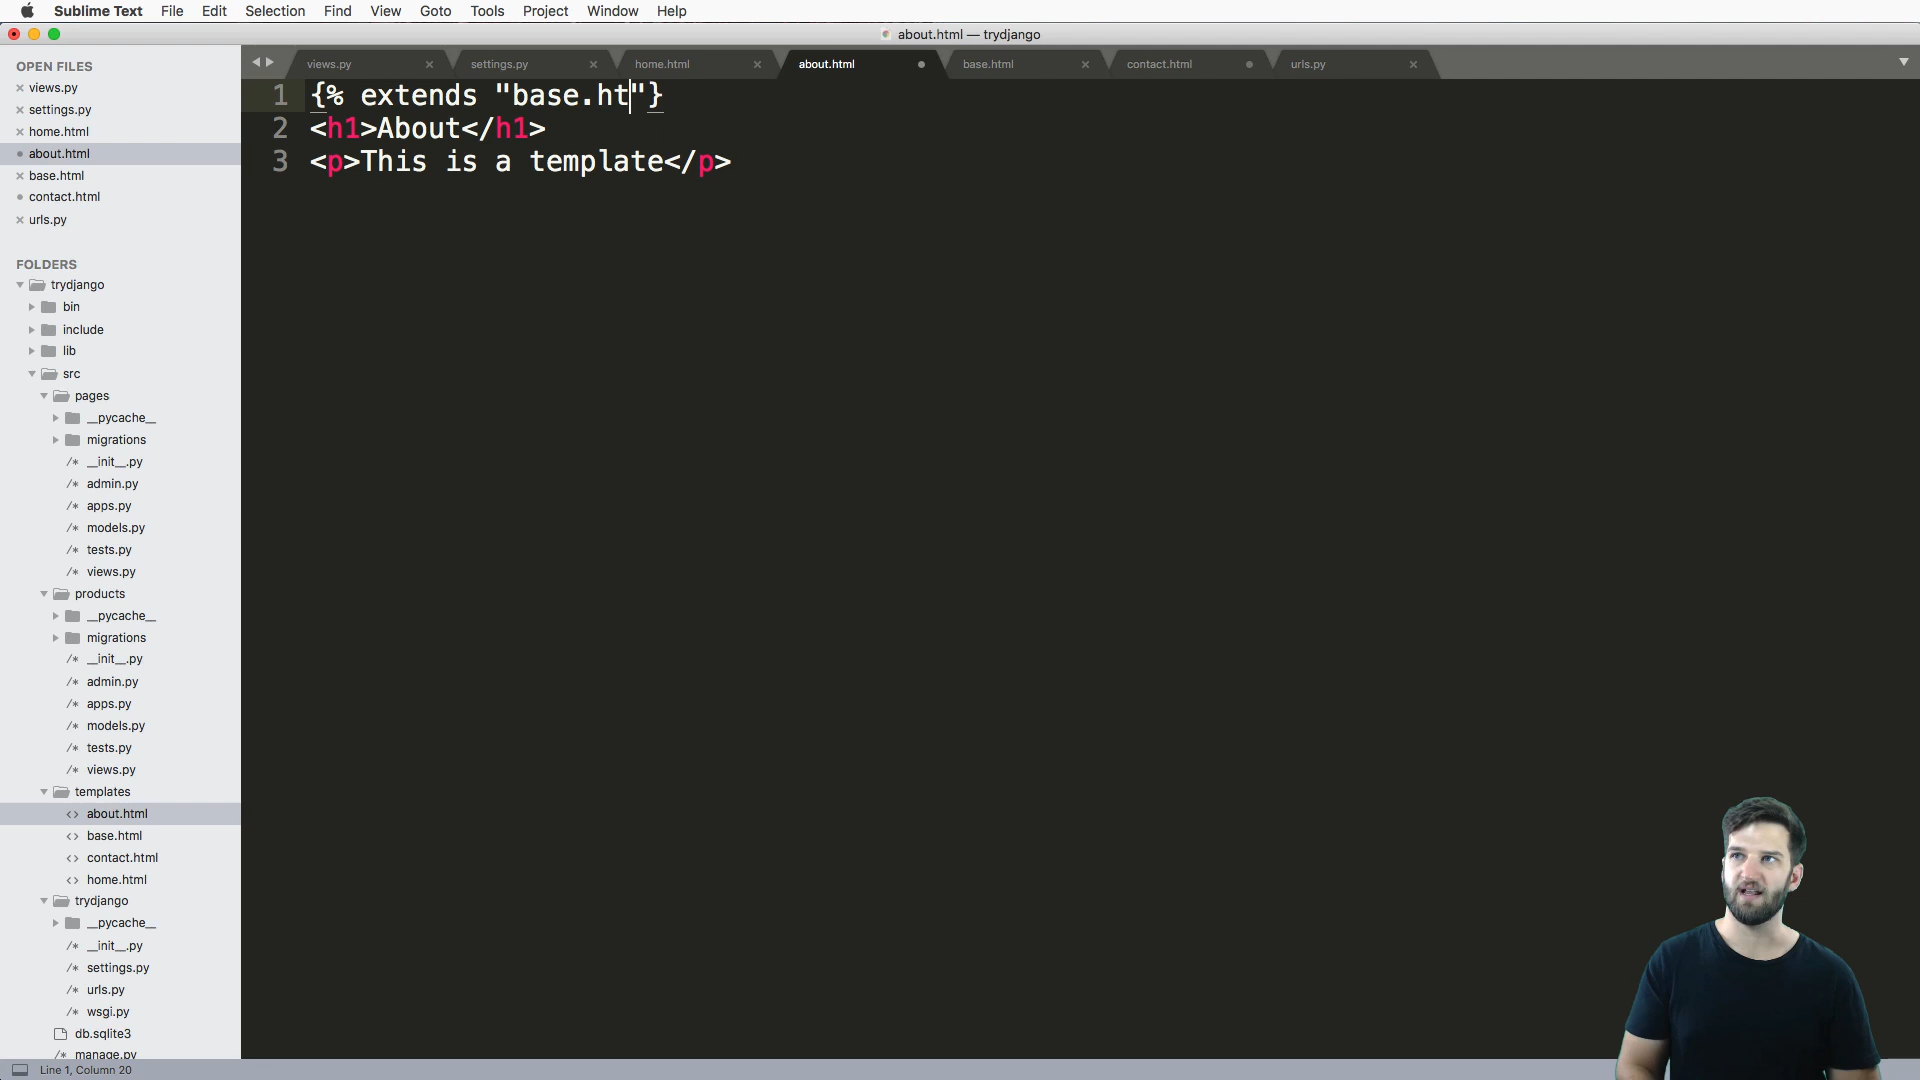 Sublime Text File Edit Selection Find View Goto Tools Project Window Help
about.html — trydjango
OPEN FILES
views.py
settings.py
home.html
about.html
base.html
contact.html
urls.py
FOLDERS
trydjango
bin
include
lib
src
pages
__pycache__
migrations
/* __init__.py
/* admin.py
/* apps.py
/* models.py
/* tests.py
/* views.py
products
__pycache__
migrations
/* __init__.py
/* admin.py
/* apps.py
/* models.py
/* tests.py
/* views.py
templates
<> about.html
<> base.html
<> contact.html
<> home.html
trydjango
__pycache__
/* __init__.py
/* settings.py
/* urls.py
/* wsgi.py
db.sqlite3
/* manage.py
views.py settings.py home.html about.html base.html contact.html urls.py
1 {% extends "base.ht"}
2 <h1>About</h1>
3 <p>This is a template</p>
Line 1, Column 20